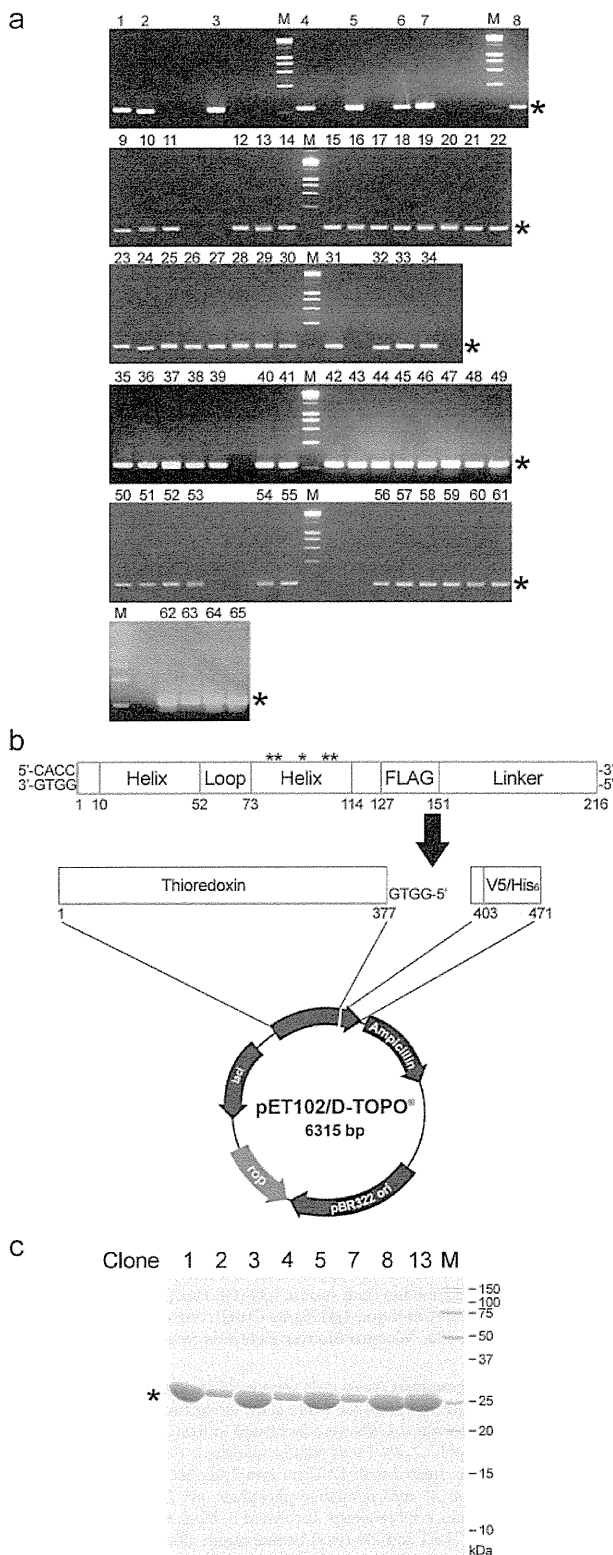 a
1 2 3 M 4 5 6 7 M 8
*
9 10 11 12 13 14 M 15 16 17 18 19 20 21 22
*
23 24 25 26 27 28 29 30 M 31 32 33 34
*
35 36 37 38 39 40 41 M 42 43 44 45 46 47 48 49
*
50 51 52 53 54 55 M 56 57 58 59 60 61
*
M 62 63 64 65
*
b
** * **
5'-CACC Helix Loop Helix FLAG Linker -3'
3'-GTGG -5'
1 10 52 73 114 127 151 216
Thioredoxin GTGG-5' V5/His6
1 377 403 471
Ampicillin
lacI
pET102/D-TOPO®
6315 bp
rop
pBR322 ori
c
Clone 1 2 3 4 5 7 8 13 M
150
100
75
50
37
*
25
20
15
10
kDa